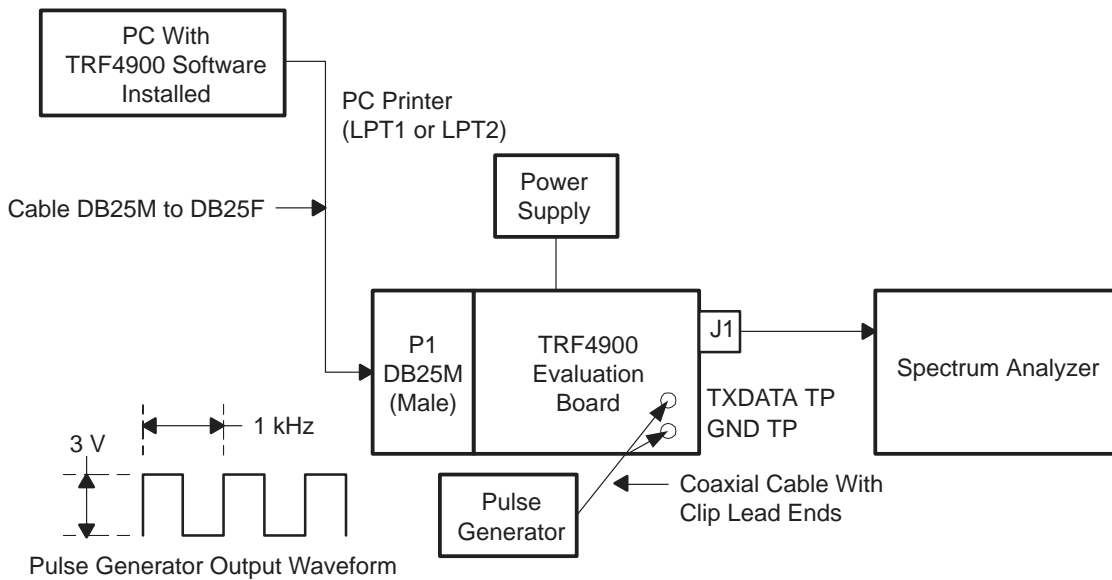 PC With
TRF4900 Software
Installed
PC Printer
(LPT1 or LPT2)
Cable DB25M to DB25F
Power
Supply
P1
DB25M
(Male)
TRF4900
Evaluation
Board
J1
Spectrum Analyzer
TXDATA TP
GND TP
1 kHz
3 V
Pulse
Generator
Coaxial Cable With
Clip Lead Ends
Pulse Generator Output Waveform